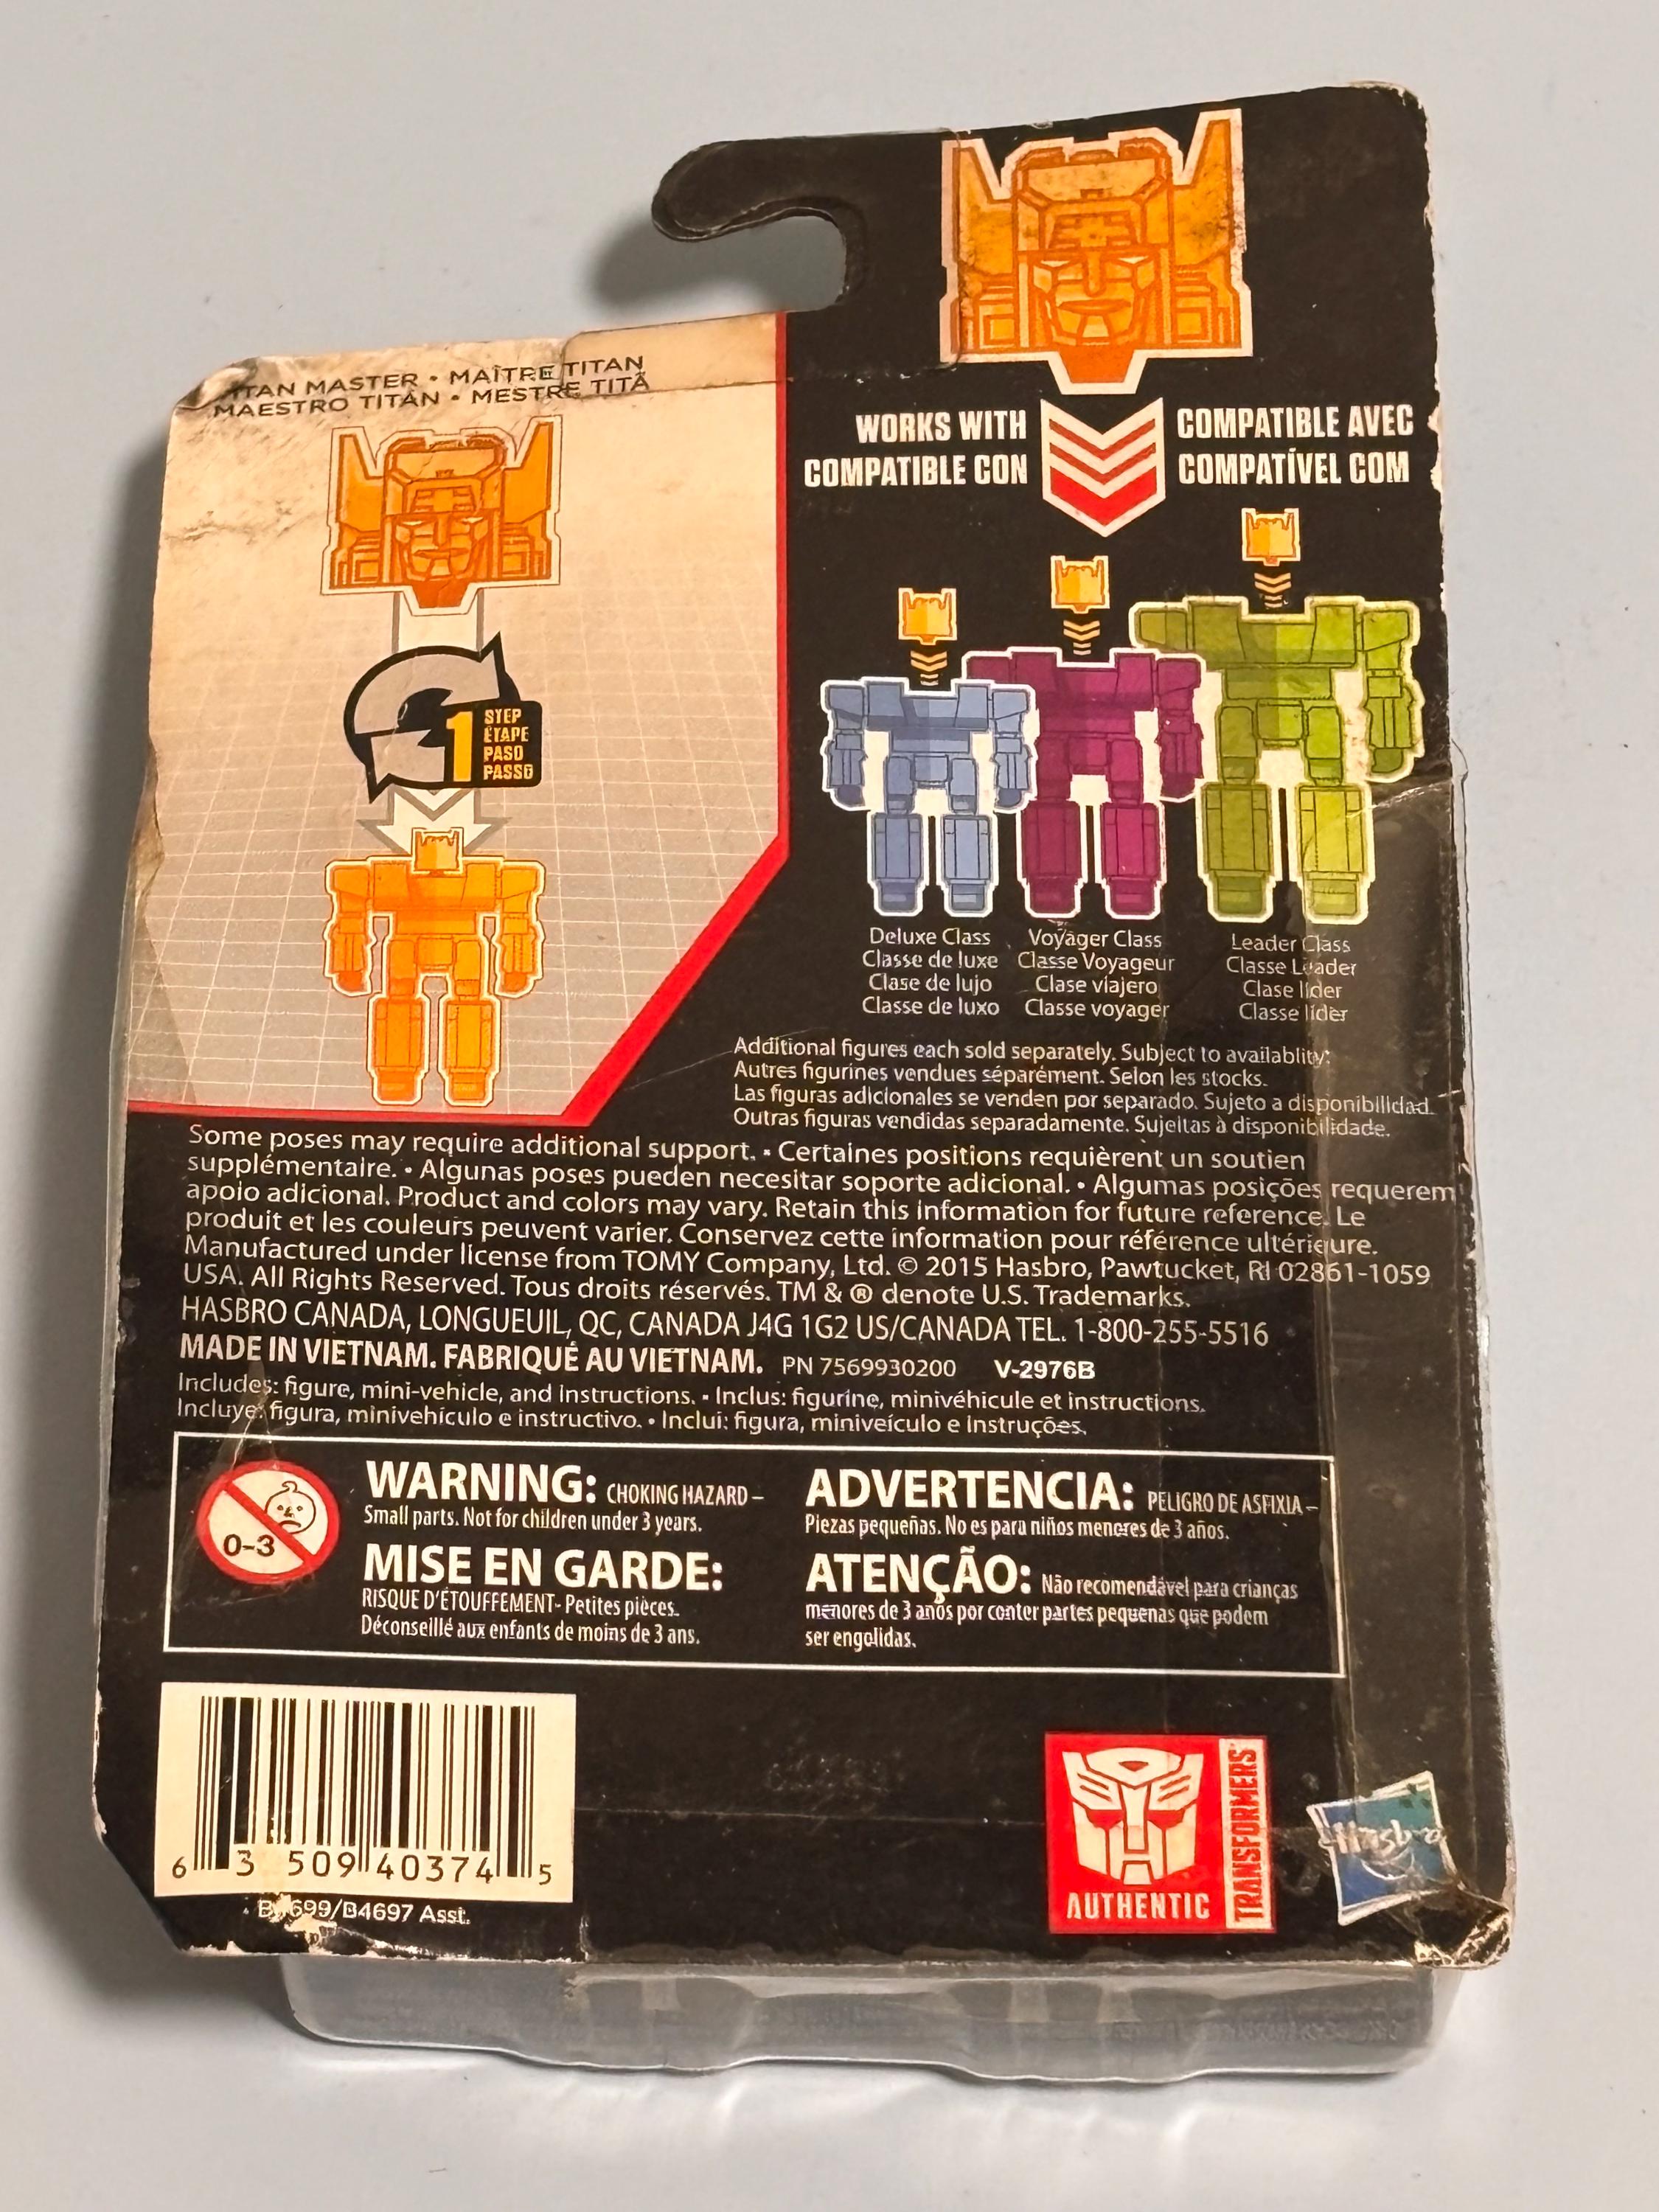 TITAN MASTER • MAÎTRE TITAN
MAESTRO TITÁN • MESTRE TITÃ
1 STEP
ÉTAPE
PASO
PASSO
WORKS WITH
COMPATIBLE CON
COMPATIBLE AVEC
COMPATÍVEL COM
Deluxe Class
Classe de luxe
Clase de lujo
Classe de luxo
Voyager Class
Classe Voyageur
Clase viajero
Classe voyager
Leader Class
Classe Leader
Clase líder
Classe líder
Additional figures each sold separately. Subject to availablity.
Autres figurines vendues séparément. Selon les stocks.
Las figuras adicionales se venden por separado. Sujeto a disponibilidad.
Outras figuras vendidas separadamente. Sujeitas à disponibilidade.
Some poses may require additional support. • Certaines positions requièrent un soutien
supplémentaire. • Algunas poses pueden necesitar soporte adicional. • Algumas posições requerem
apoio adicional. Product and colors may vary. Retain this information for future reference. Le
produit et les couleurs peuvent varier. Conservez cette information pour référence ultérieure.
Manufactured under license from TOMY Company, Ltd. © 2015 Hasbro, Pawtucket, RI 02861-1059
USA. All Rights Reserved. Tous droits réservés. TM & ® denote U.S. Trademarks.
HASBRO CANADA, LONGUEUIL, QC, CANADA J4G 1G2 US/CANADA TEL. 1-800-255-5516
MADE IN VIETNAM. FABRIQUÉ AU VIETNAM. PN 7569930200 V-2976B
Includes: figure, mini-vehicle, and instructions. • Inclus: figurine, minivéhicule et instructions.
Incluye: figura, minivehículo e instructivo. • Inclui: figura, miniveículo e instruções.
0-3
WARNING: CHOKING HAZARD –
Small parts. Not for children under 3 years.
MISE EN GARDE:
RISQUE D'ÉTOUFFEMENT- Petites pièces.
Déconseillé aux enfants de moins de 3 ans.
ADVERTENCIA: PELIGRO DE ASFIXIA –
Piezas pequeñas. No es para niños menores de 3 años.
ATENÇÃO: Não recomendável para crianças
menores de 3 anos por conter partes pequenas que podem
ser engolidas.
6 3 509 40374 5
/B4697 Asst.
AUTHENTIC
TRANSFORMERS
Hasbro